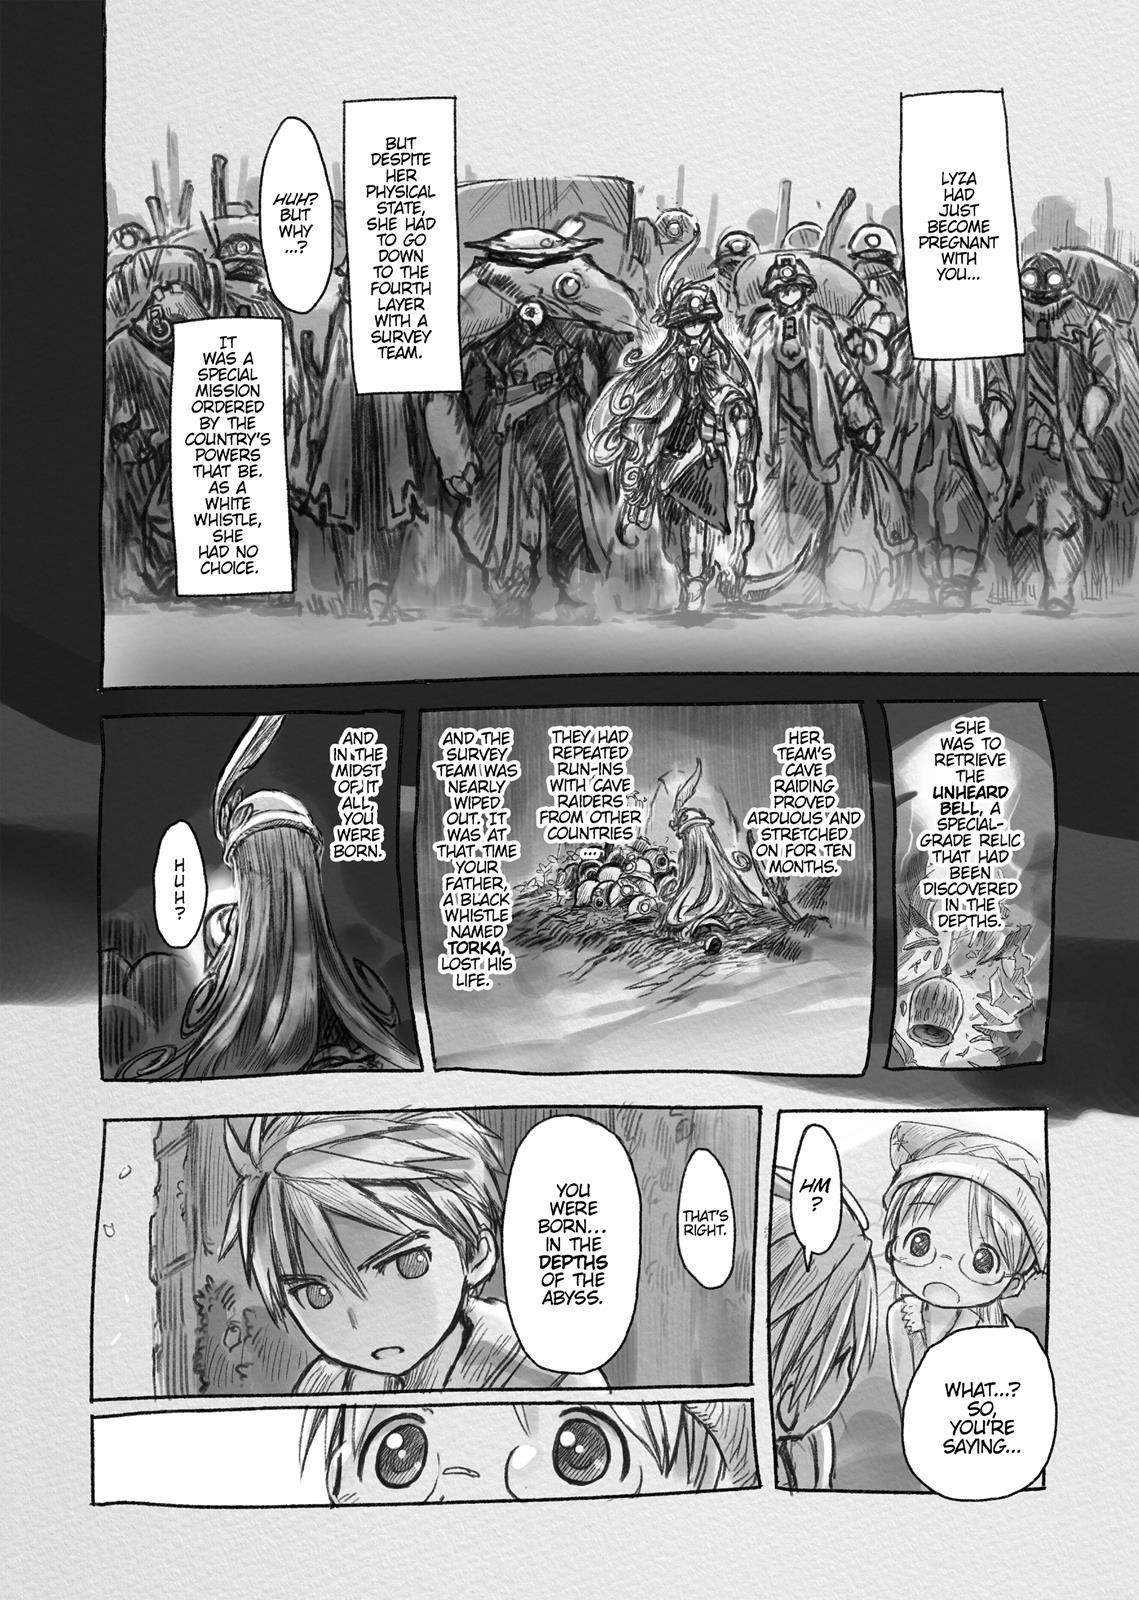 LYZA
HAD
JUST
BECOME
PREGNANT
WITH
YOU...
BUT
DESPITE
HER
PHYSICAL
STATE,
SHE HAD
TO GO
DOWN
TO THE
FOURTH
LAYER
WITH A
SURVEY
TEAM.
HUH?
BUT
WHY
...?
IT
WAS A
SPECIAL
MISSION
ORDERED
BY THE
COUNTRY'S
POWERS
THAT BE.
AS A
WHITE
WHISTLE,
SHE
HAD NO
CHOICE.
SHE
WAS TO
RETRIEVE
THE
UNHEARD
BELL, A
SPECIAL-
GRADE RELIC
THAT HAD
BEEN
DISCOVERED
IN THE
DEPTHS.
HER
TEAM'S
CAVE
RAIDING
PROVED
ARDUOUS AND
STRETCHED
ON FOR TEN
MONTHS.
THEY HAD
REPEATED
RUN-INS
WITH CAVE
RAIDERS
FROM OTHER
COUNTRIES
...
AND THE
SURVEY
TEAM WAS
NEARLY
WIPED
OUT. IT
WAS AT
THAT TIME
YOUR
FATHER,
A BLACK
WHISTLE
NAMED
TORKA,
LOST HIS
LIFE.
AND
IN THE
MIDST
OF IT
ALL, YOU
WERE
BORN.
HUH?
HM
?
WHAT...?
SO,
YOU'RE
SAYING...
THAT'S
RIGHT.
YOU
WERE
BORN...
IN THE
DEPTHS
OF THE
ABYSS.